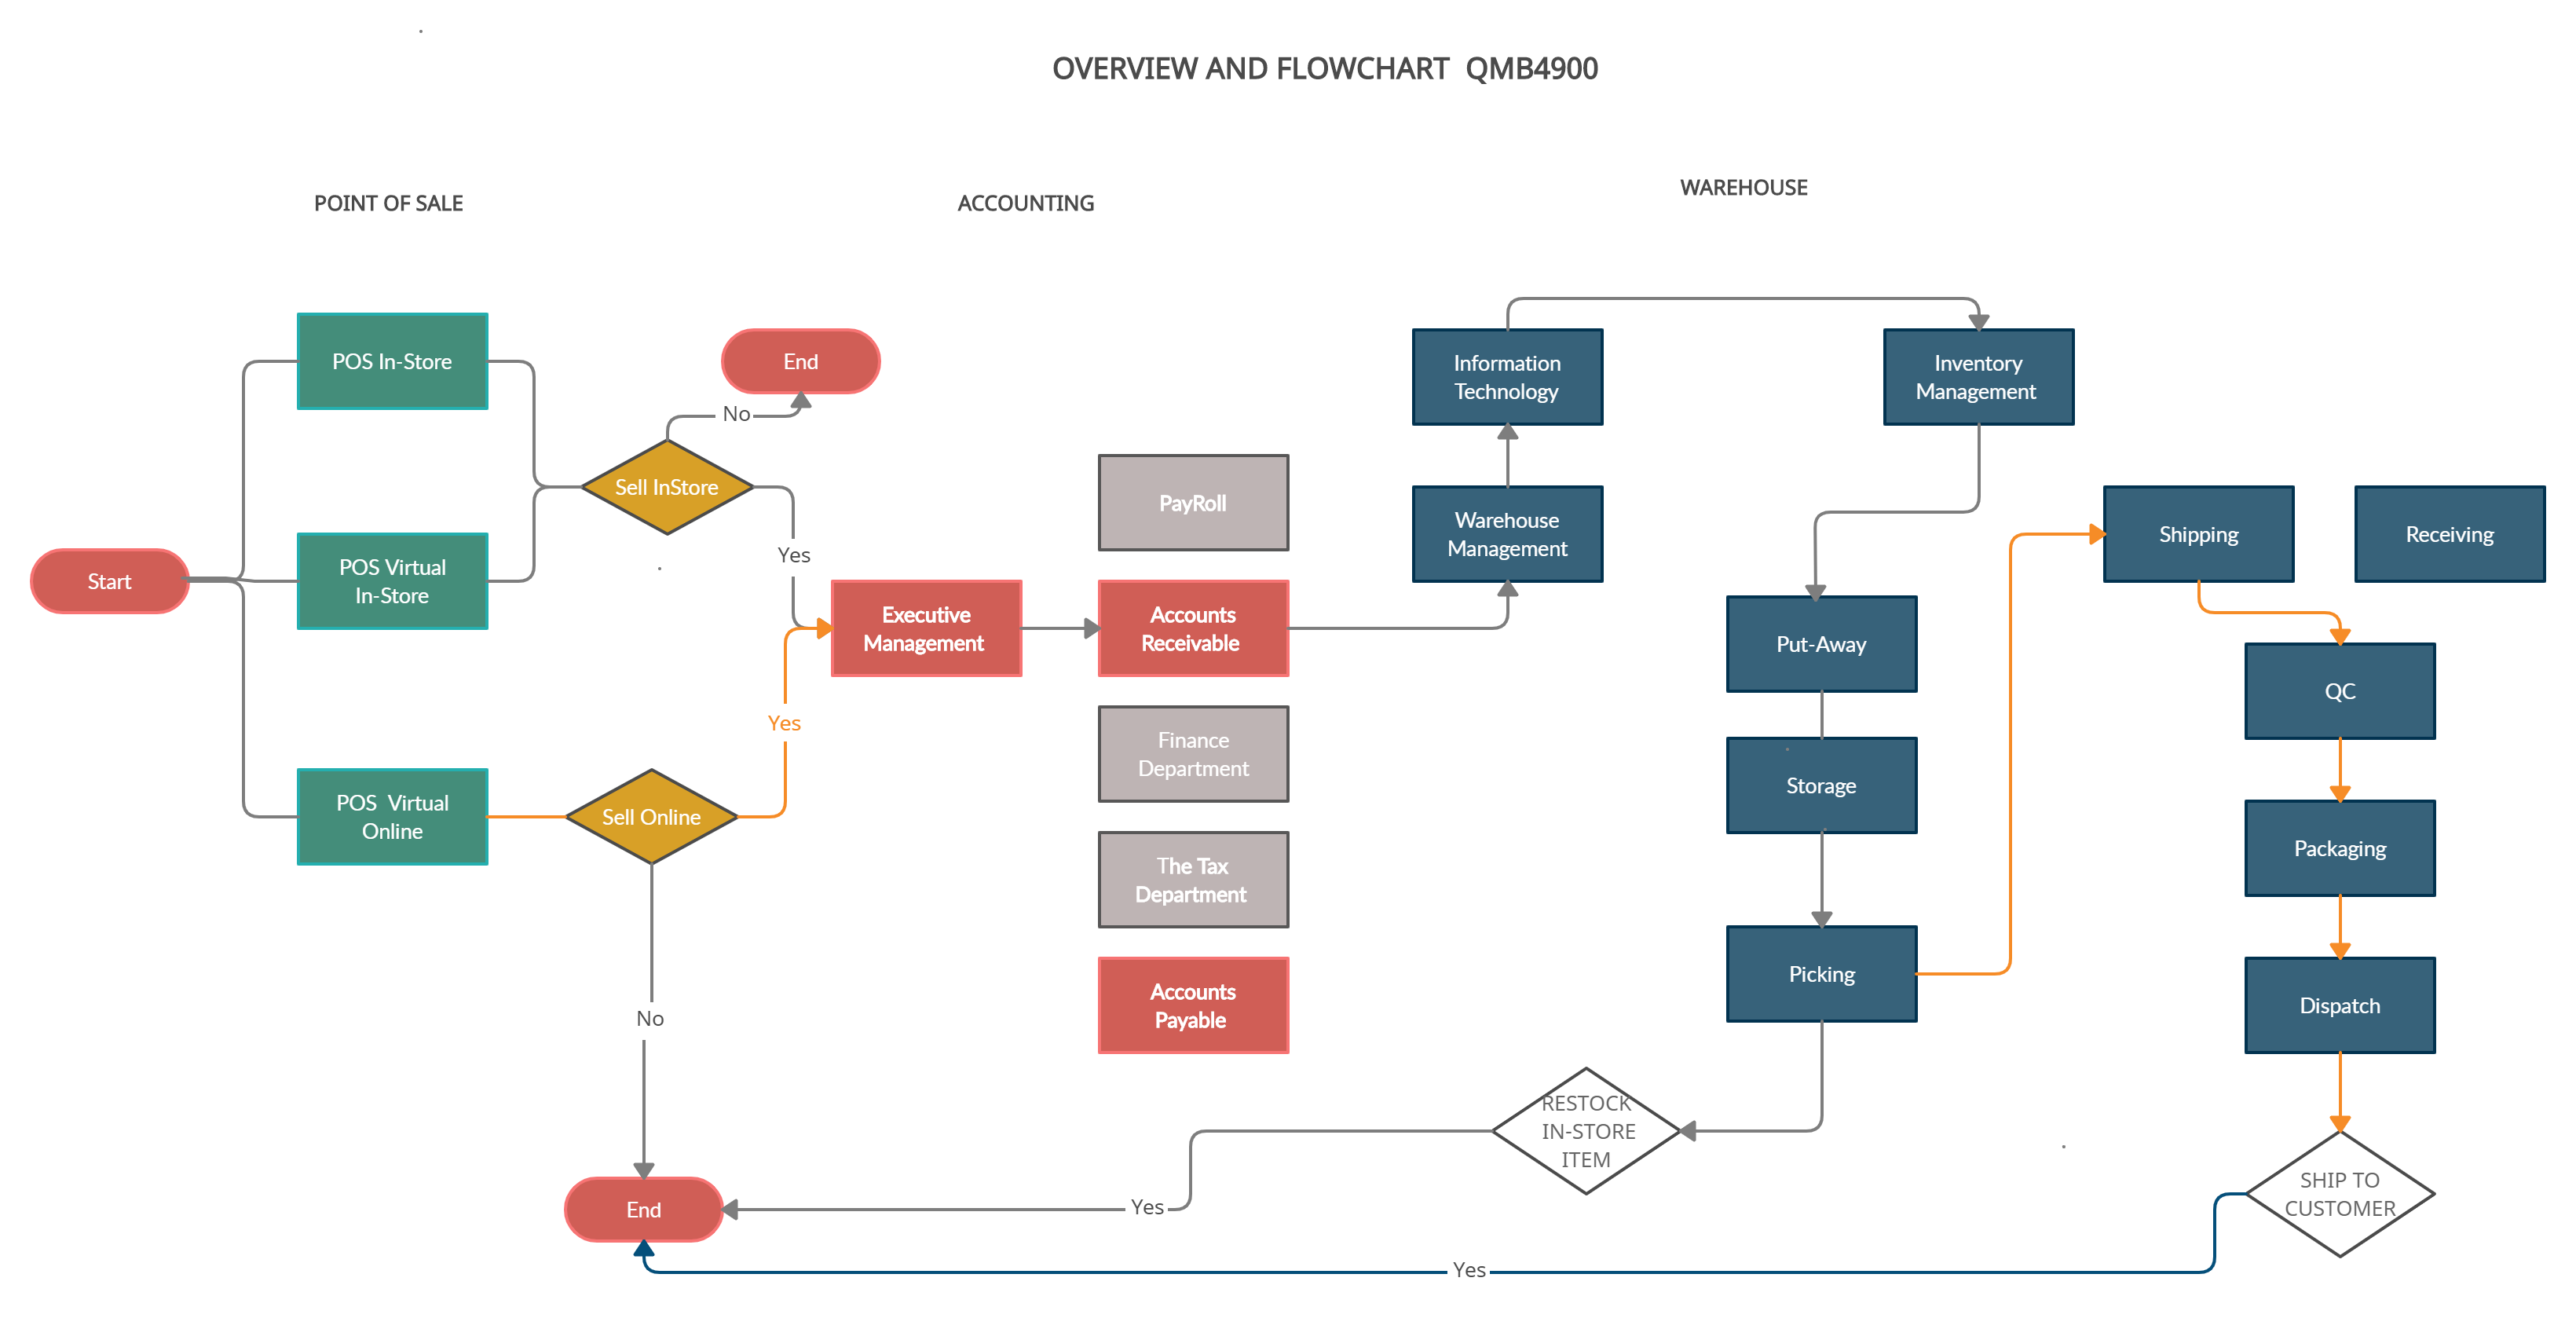 OVERVIEW AND FLOWCHART  QMB4900
POINT OF SALE
ACCOUNTING
WAREHOUSE
Start
POS In-Store
POS Virtual
In-Store
POS  Virtual
Online
Sell InStore
No
End
Yes
Sell Online
Yes
No
End
Executive
Management
PayRoll
Accounts
Receivable
Finance
Department
The Tax
Department
Accounts
Payable
Information
Technology
Warehouse
Management
Inventory
Management
Put-Away
Storage
Picking
RESTOCK
IN-STORE
ITEM
Yes
Shipping
Receiving
QC
Packaging
Dispatch
SHIP TO
CUSTOMER
Yes